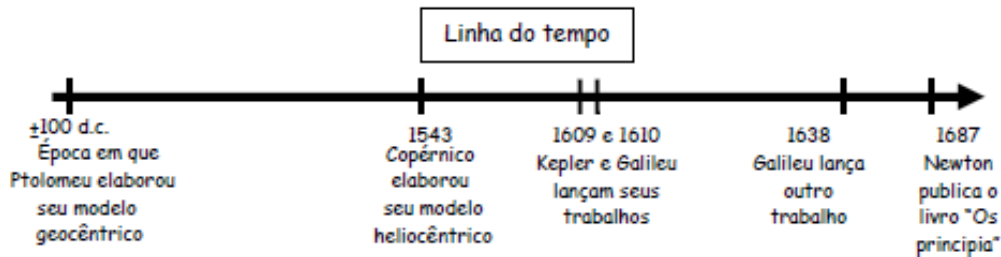 Linha do tempo
±100 d.c.
Época em que
Ptolomeu elaborou
seu modelo
geocêntrico
1543
Copérnico
elaborou
seu modelo
heliocêntrico
1609 e 1610
Kepler e Galileu
lançam seus
trabalhos
1638
Galileu lança
outro
trabalho
1687
Newton
publica o
livro "Os
principia"